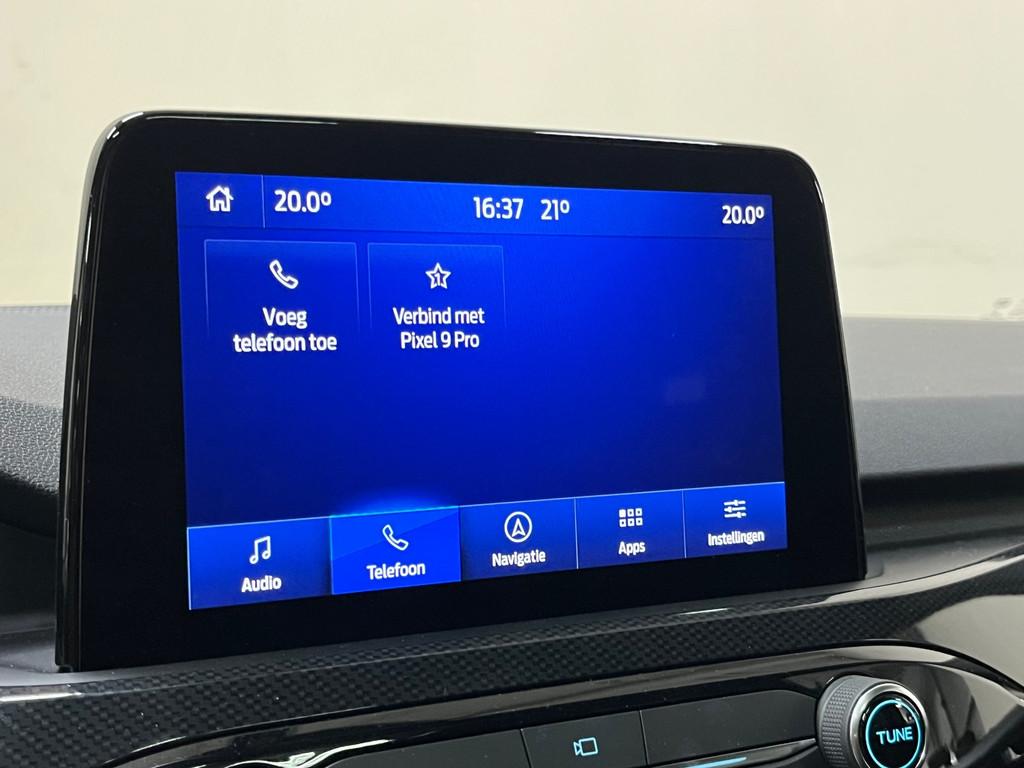 20.0° 16:37 21° 20.0°
Voeg
telefoon toe
1
Verbind met
Pixel 9 Pro
Audio
Telefoon
Navigatie
Apps
Instellingen
TUNE